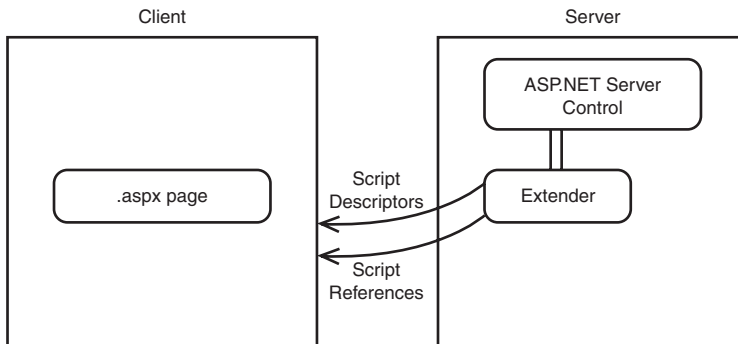 Client
Server
ASP.NET Server
Control
.aspx page
Script
Descriptors
Extender
Script
References